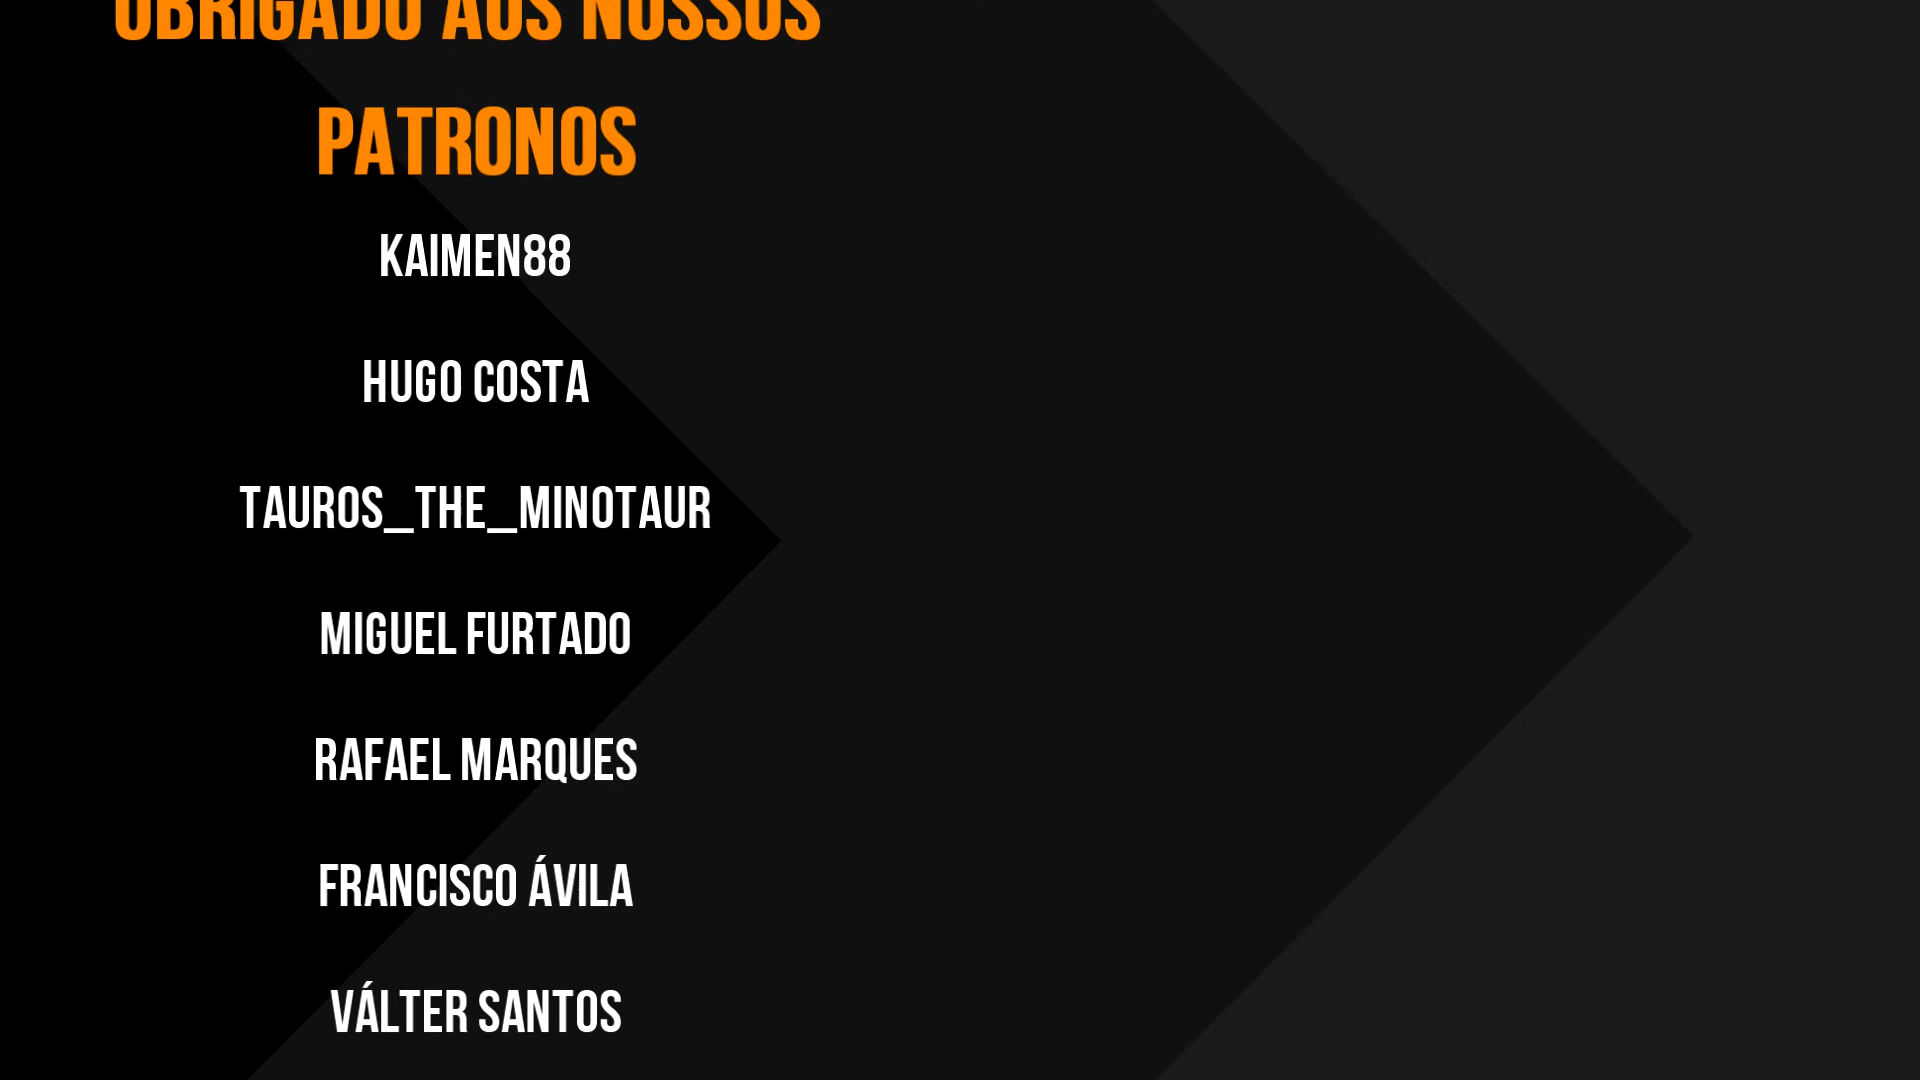 OBRIGADO AOS NOSSOS
PATRONOS
KAIMEN88
HUGO COSTA
TAUROS_THE_MINOTAUR
MIGUEL FURTADO
RAFAEL MARQUES
FRANCISCO ÁVILA
VÁLTER SANTOS